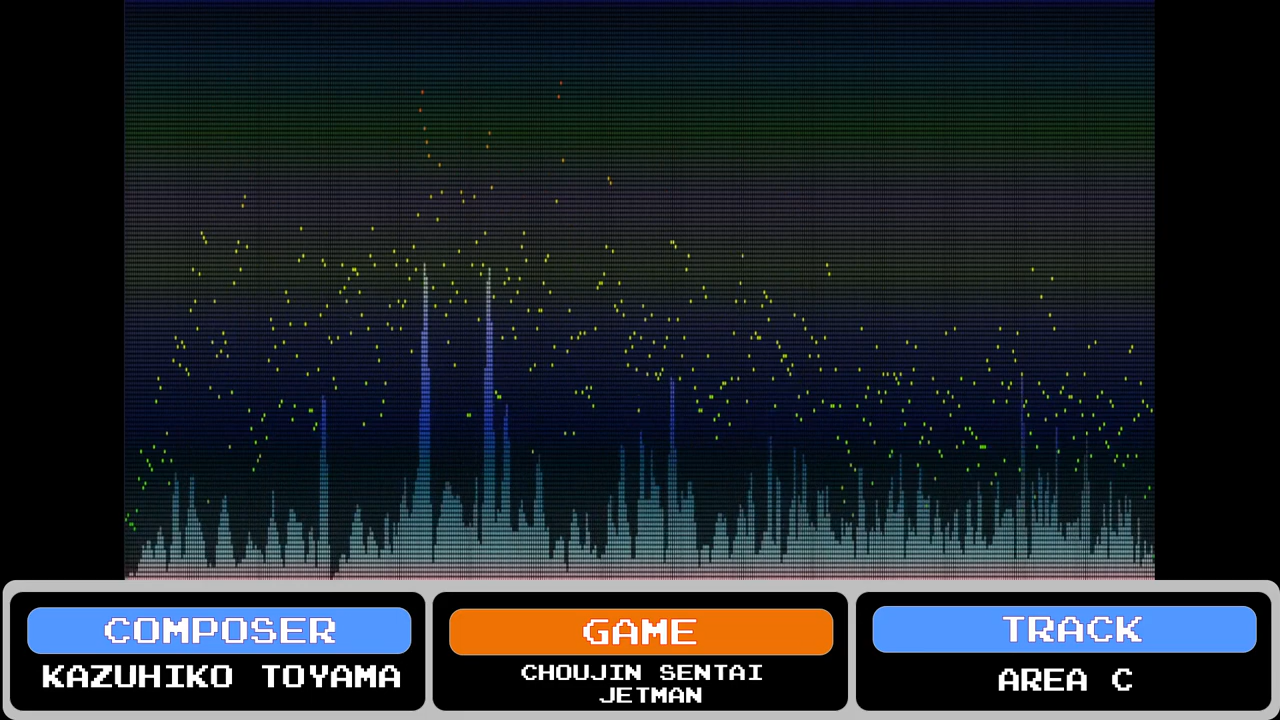 COMPOSER
KAZUHIKO TOYAMA
GAME
CHOUJIN SENTAI
JETMAN
TRACK
AREA C